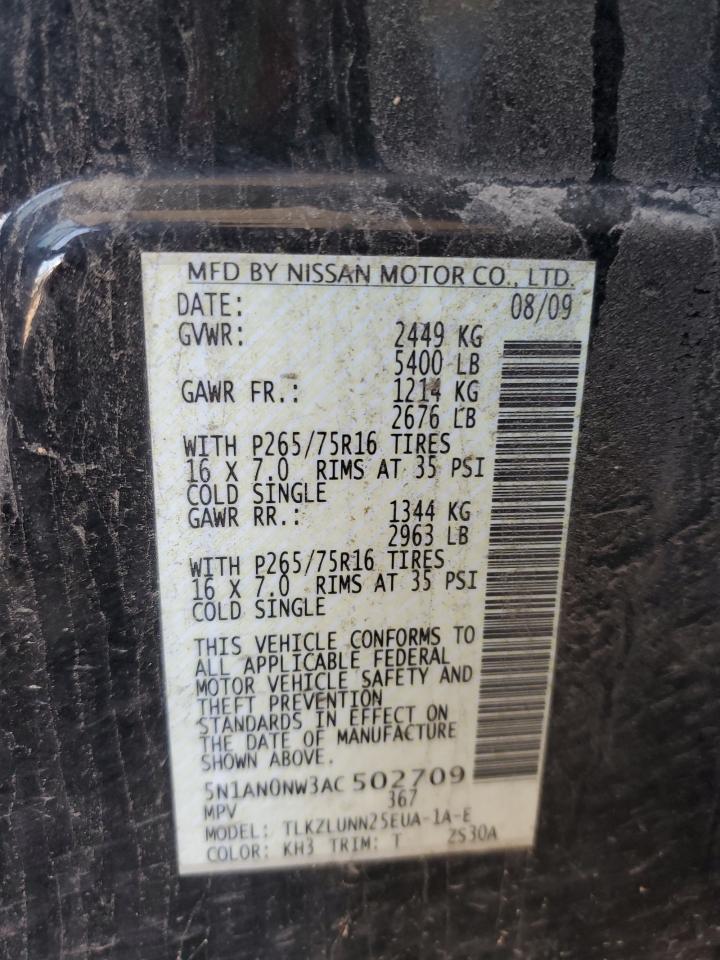 MFD BY NISSAN MOTOR CO., LTD.
DATE: 08/09
GVWR: 2449 KG
5400 LB
GAWR FR.: 1214 KG
2676 LB
WITH P265/75R16 TIRES
16 X 7.0 RIMS AT 35 PSI
COLD SINGLE
GAWR RR.: 1344 KG
2963 LB
WITH P265/75R16 TIRES
16 X 7.0 RIMS AT 35 PSI
COLD SINGLE
THIS VEHICLE CONFORMS TO
ALL APPLICABLE FEDERAL
MOTOR VEHICLE SAFETY AND
THEFT PREVENTION
STANDARDS IN EFFECT ON
THE DATE OF MANUFACTURE
SHOWN ABOVE.
5N1AN0NW3AC502709
MPV 367
MODEL: TLKZLUNN25EUA-1A-E
COLOR: KH3 TRIM: T ZS30A